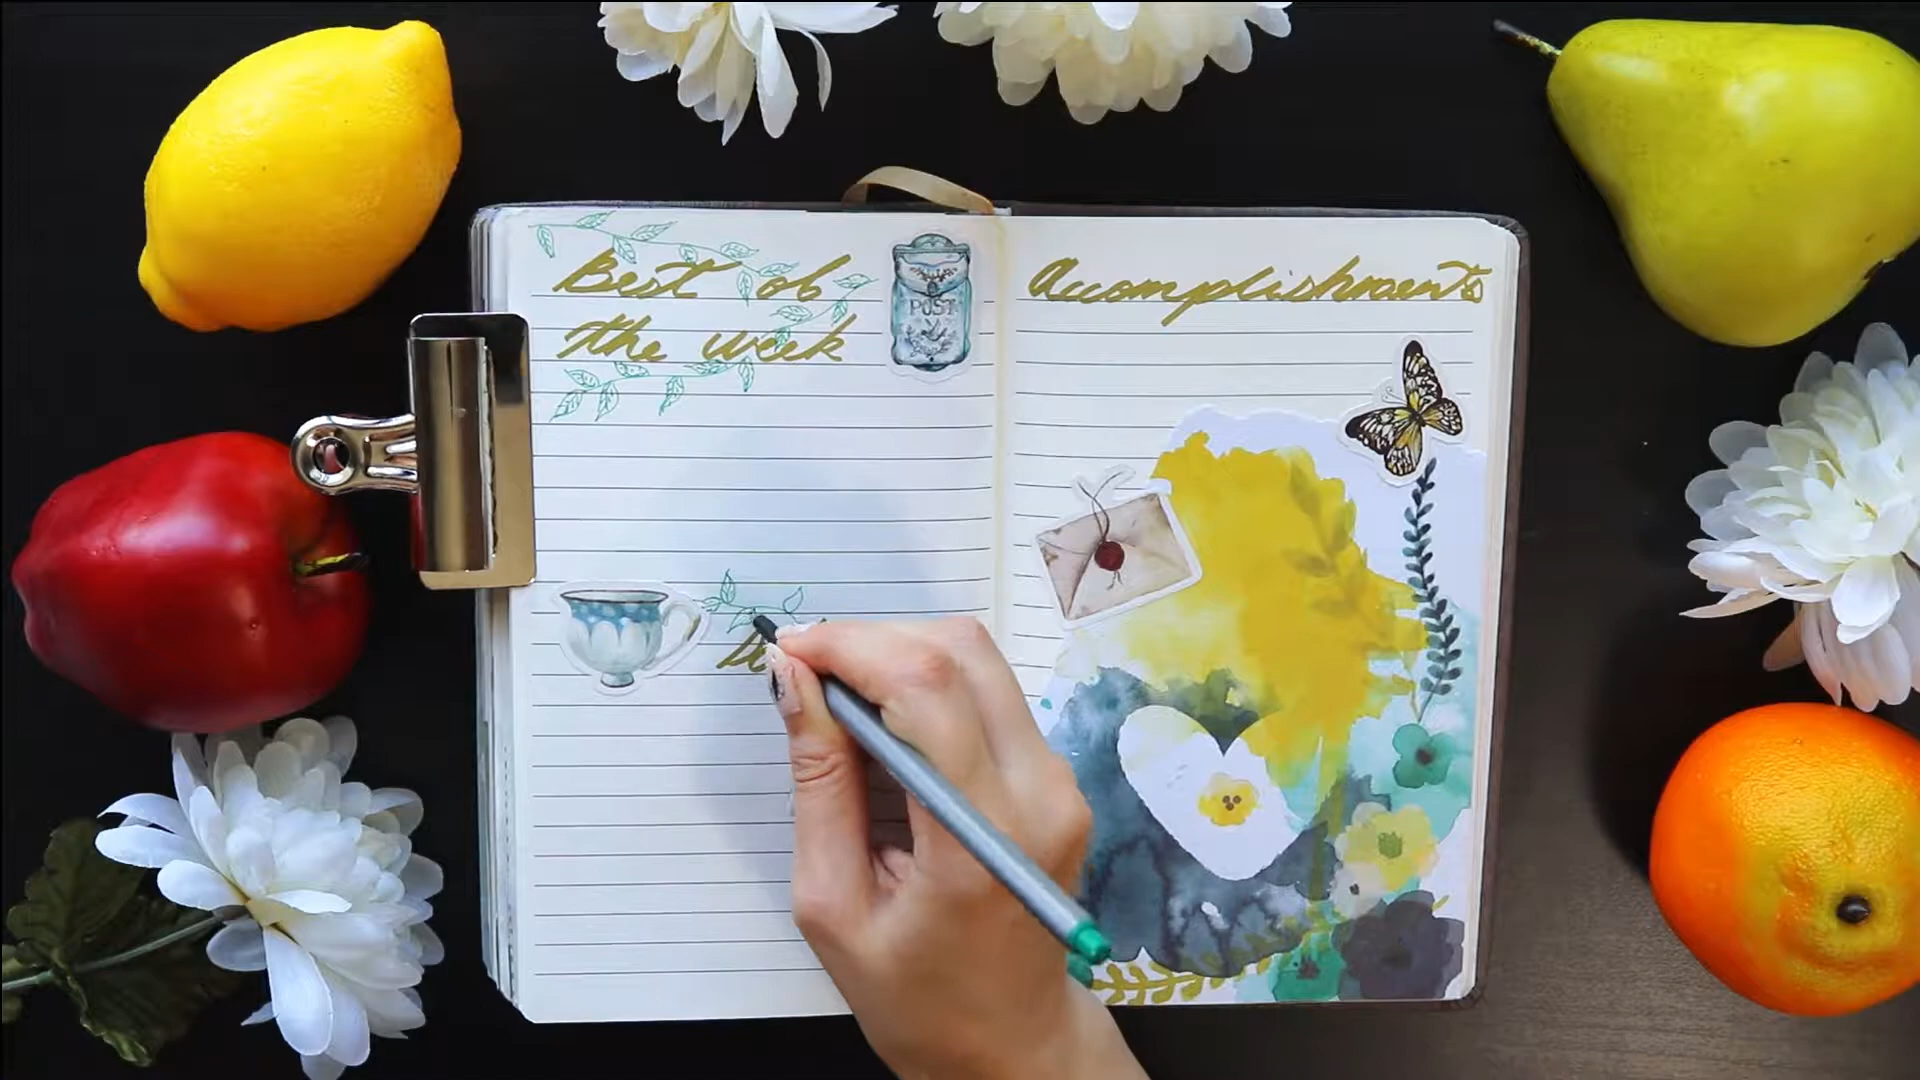 Best of
the week
POST
Accomplishments